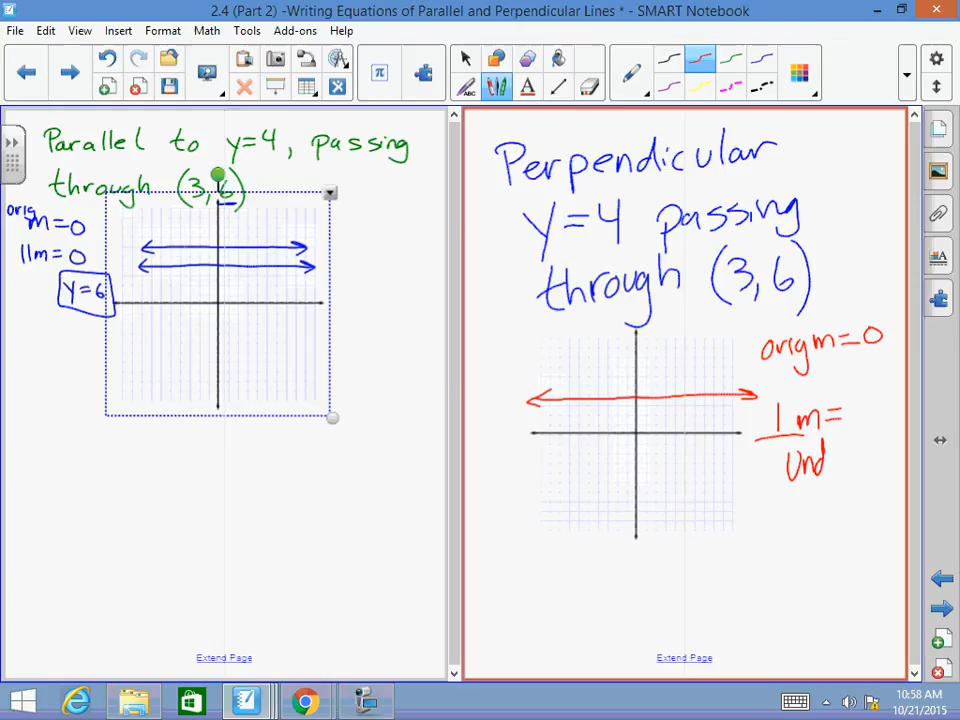 2.4 (Part 2) -Writing Equations of Parallel and Perpendicular Lines * - SMART Notebook
File Edit View Insert Format Math Tools Add-ons Help
Parallel to y=4, passing
through (3,6)
orig
m=0
11m=0
y=6
Extend Page
Perpendicular
y=4 passing
through (3,6)
orig m=0
⊥ m=
Und
Extend Page
10:58 AM
10/21/2015